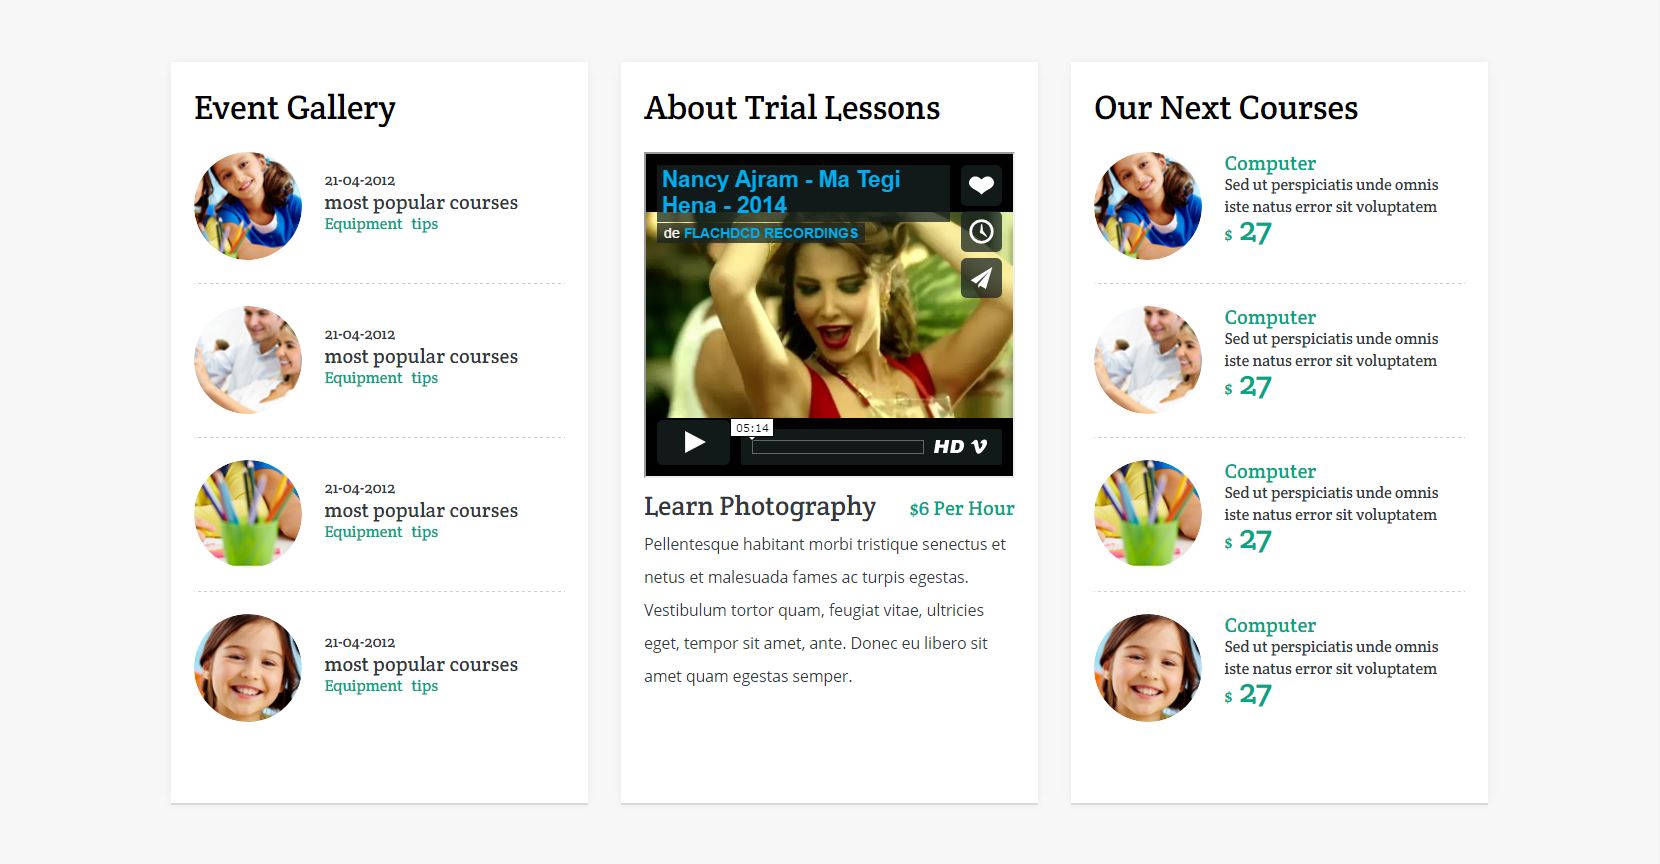 Event Gallery
21-04-2012
most popular courses
Equipment tips
21-04-2012
most popular courses
Equipment tips
21-04-2012
most popular courses
Equipment tips
21-04-2012
most popular courses
Equipment tips
About Trial Lessons
Nancy Ajram - Ma Tegi
Hena - 2014
de FLACHDCD RECORDINGS
05:14
HD
Learn Photography
$6 Per Hour
Pellentesque habitant morbi tristique senectus et
netus et malesuada fames ac turpis egestas.
Vestibulum tortor quam, feugiat vitae, ultricies
eget, tempor sit amet, ante. Donec eu libero sit
amet quam egestas semper.
Our Next Courses
Computer
Sed ut perspiciatis unde omnis
iste natus error sit voluptatem
$ 27
Computer
Sed ut perspiciatis unde omnis
iste natus error sit voluptatem
$ 27
Computer
Sed ut perspiciatis unde omnis
iste natus error sit voluptatem
$ 27
Computer
Sed ut perspiciatis unde omnis
iste natus error sit voluptatem
$ 27